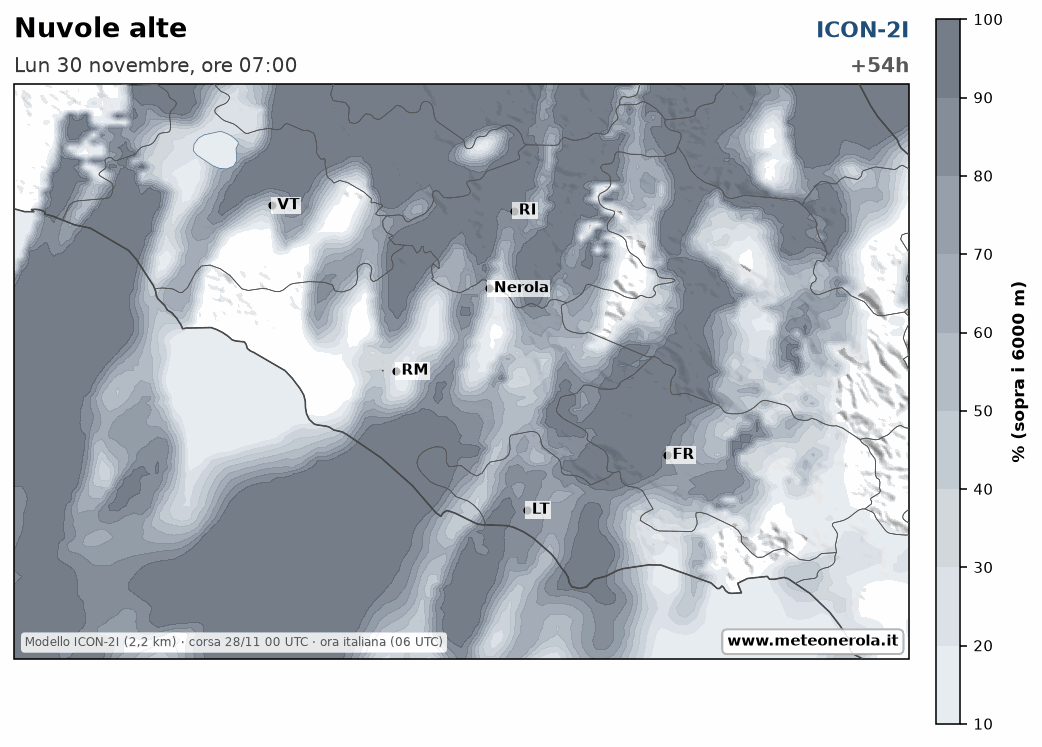 Nuvole alte
ICON-2I
Lun 30 novembre, ore 07:00
+54h
VT
RI
Nerola
RM
FR
LT
Modello ICON-2I (2,2 km) · corsa 28/11 00 UTC · ora italiana (06 UTC)
www.meteonerola.it
100
90
80
70
60
50
40
30
20
10
% (sopra i 6000 m)